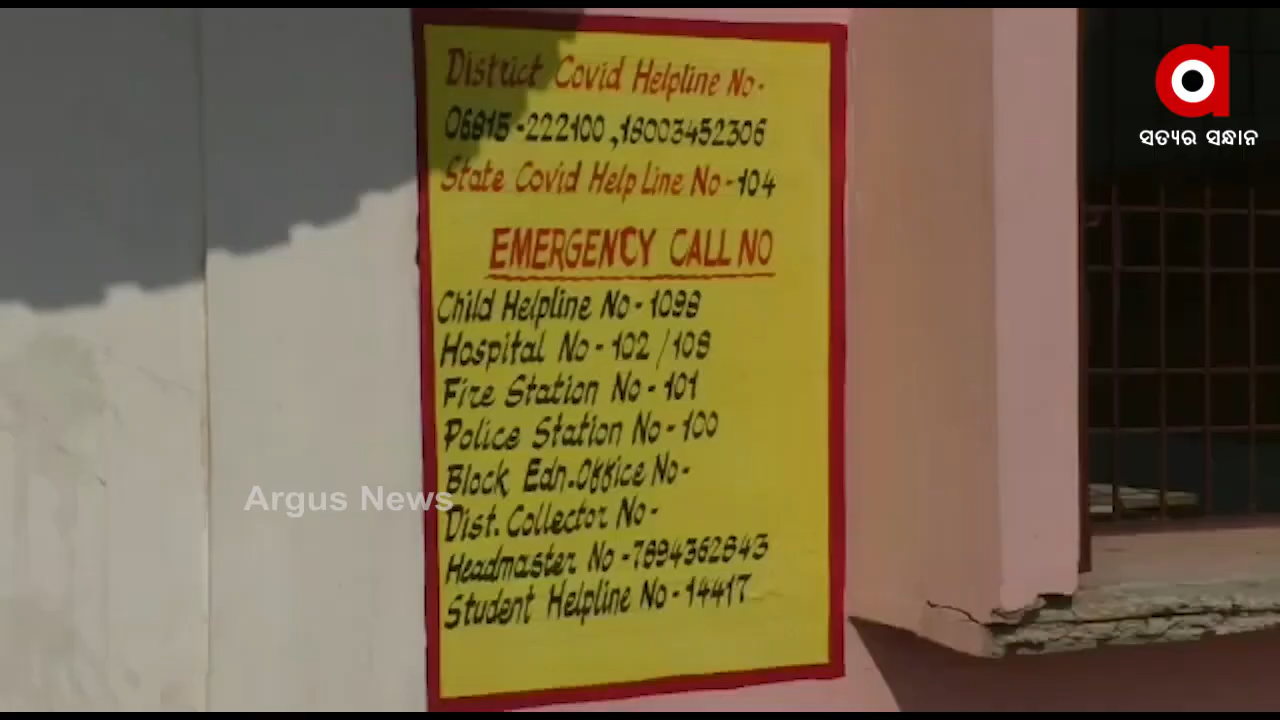 District Covid Helpline No-
06815-222100, 18003452306
State Covid Help Line No-104
EMERGENCY CALL NO
Child Helpline No-1098
Hospital No-102/108
Fire Station No-101
Police Station No-100
Block Edn.Office No-
Dist. Collector No-
Headmaster No-7894362843
Student Helpline No-14417
ସତ୍ୟର ସନ୍ଧାନ
Argus News